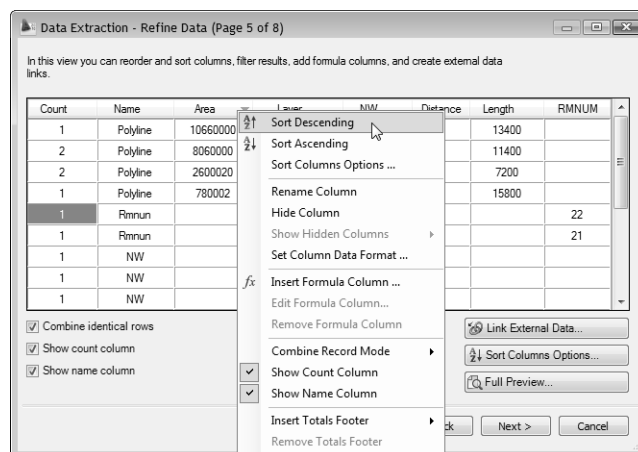 Data Extraction - Refine Data (Page 5 of 8)
In this view you can reorder and sort columns, filter results, add formula columns, and create external data
links.
Count Name Area Layer NW Distance Length RMNUM
1 Polyline 10660000 13400
2 Polyline 8060000 11400
2 Polyline 2600020 7200
1 Polyline 780002 15800
1 Rmnun 22
1 Rmnun 21
1 NW
1 NW
1 NW
Sort Descending
Sort Ascending
Sort Columns Options ...
Rename Column
Hide Column
Show Hidden Columns
Set Column Data Format ...
fx Insert Formula Column ...
Edit Formula Column...
Remove Formula Column
Combine Record Mode
Show Count Column
Show Name Column
Insert Totals Footer
Remove Totals Footer
Combine identical rows
Show count column
Show name column
Link External Data...
Sort Columns Options...
Full Preview...
Next >
Cancel